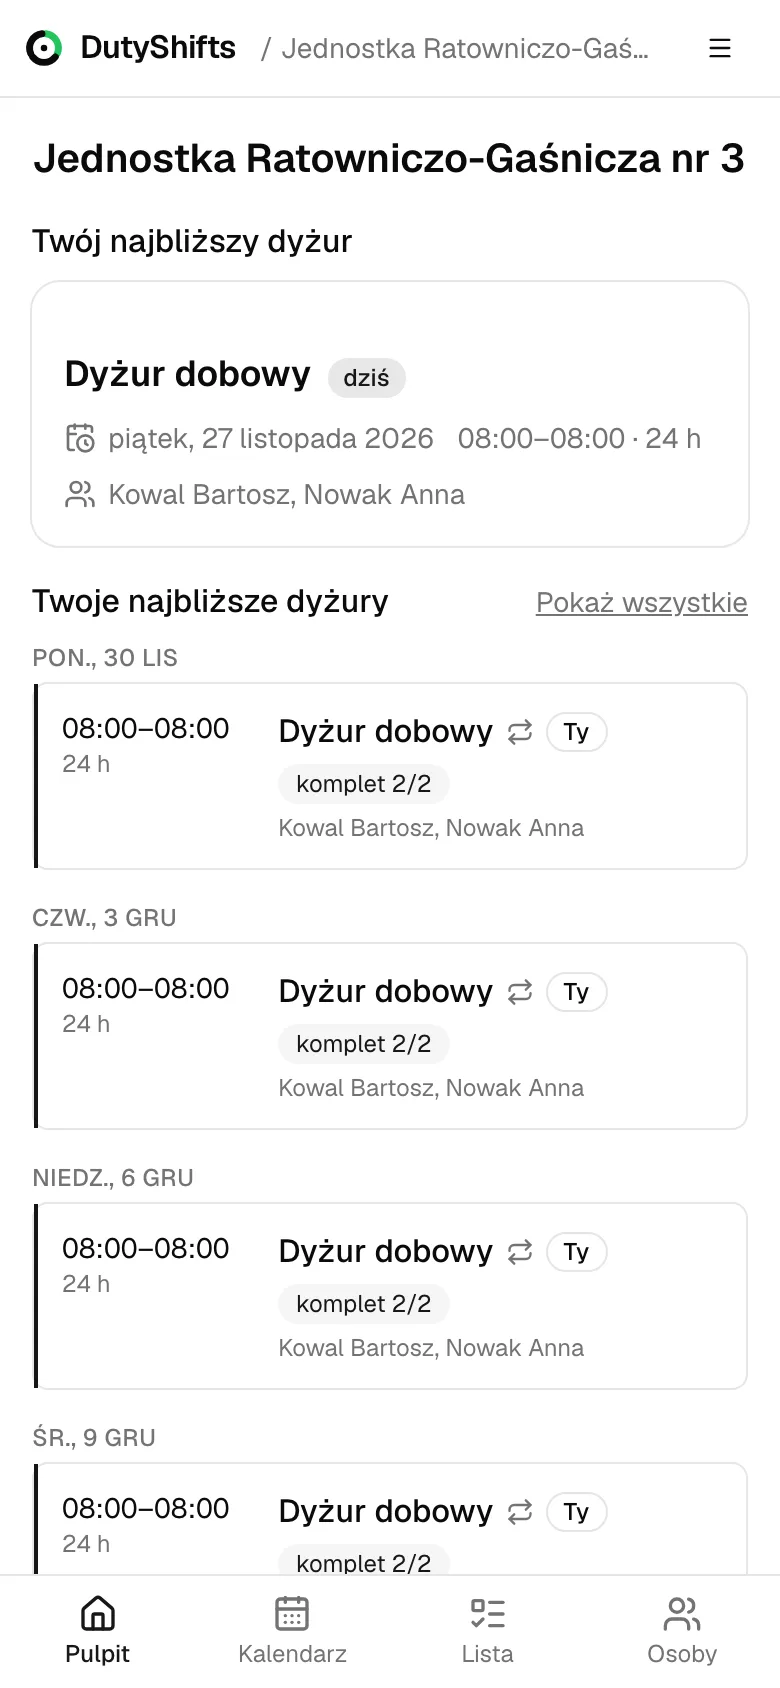 DutyShifts / Jednostka Ratowniczo-Gaś...
Jednostka Ratowniczo-Gaśnicza nr 3
Twój najbliższy dyżur
Dyżur dobowy dziś
piątek, 27 listopada 2026 08:00–08:00 · 24 h
Kowal Bartosz, Nowak Anna
Twoje najbliższe dyżury Pokaż wszystkie
PON., 30 LIS
08:00–08:00 Dyżur dobowy Ty
24 h komplet 2/2
Kowal Bartosz, Nowak Anna
CZW., 3 GRU
08:00–08:00 Dyżur dobowy Ty
24 h komplet 2/2
Kowal Bartosz, Nowak Anna
NIEDZ., 6 GRU
08:00–08:00 Dyżur dobowy Ty
24 h komplet 2/2
Kowal Bartosz, Nowak Anna
ŚR., 9 GRU
08:00–08:00 Dyżur dobowy Ty
24 h komplet 2/2
Pulpit Kalendarz Lista Osoby